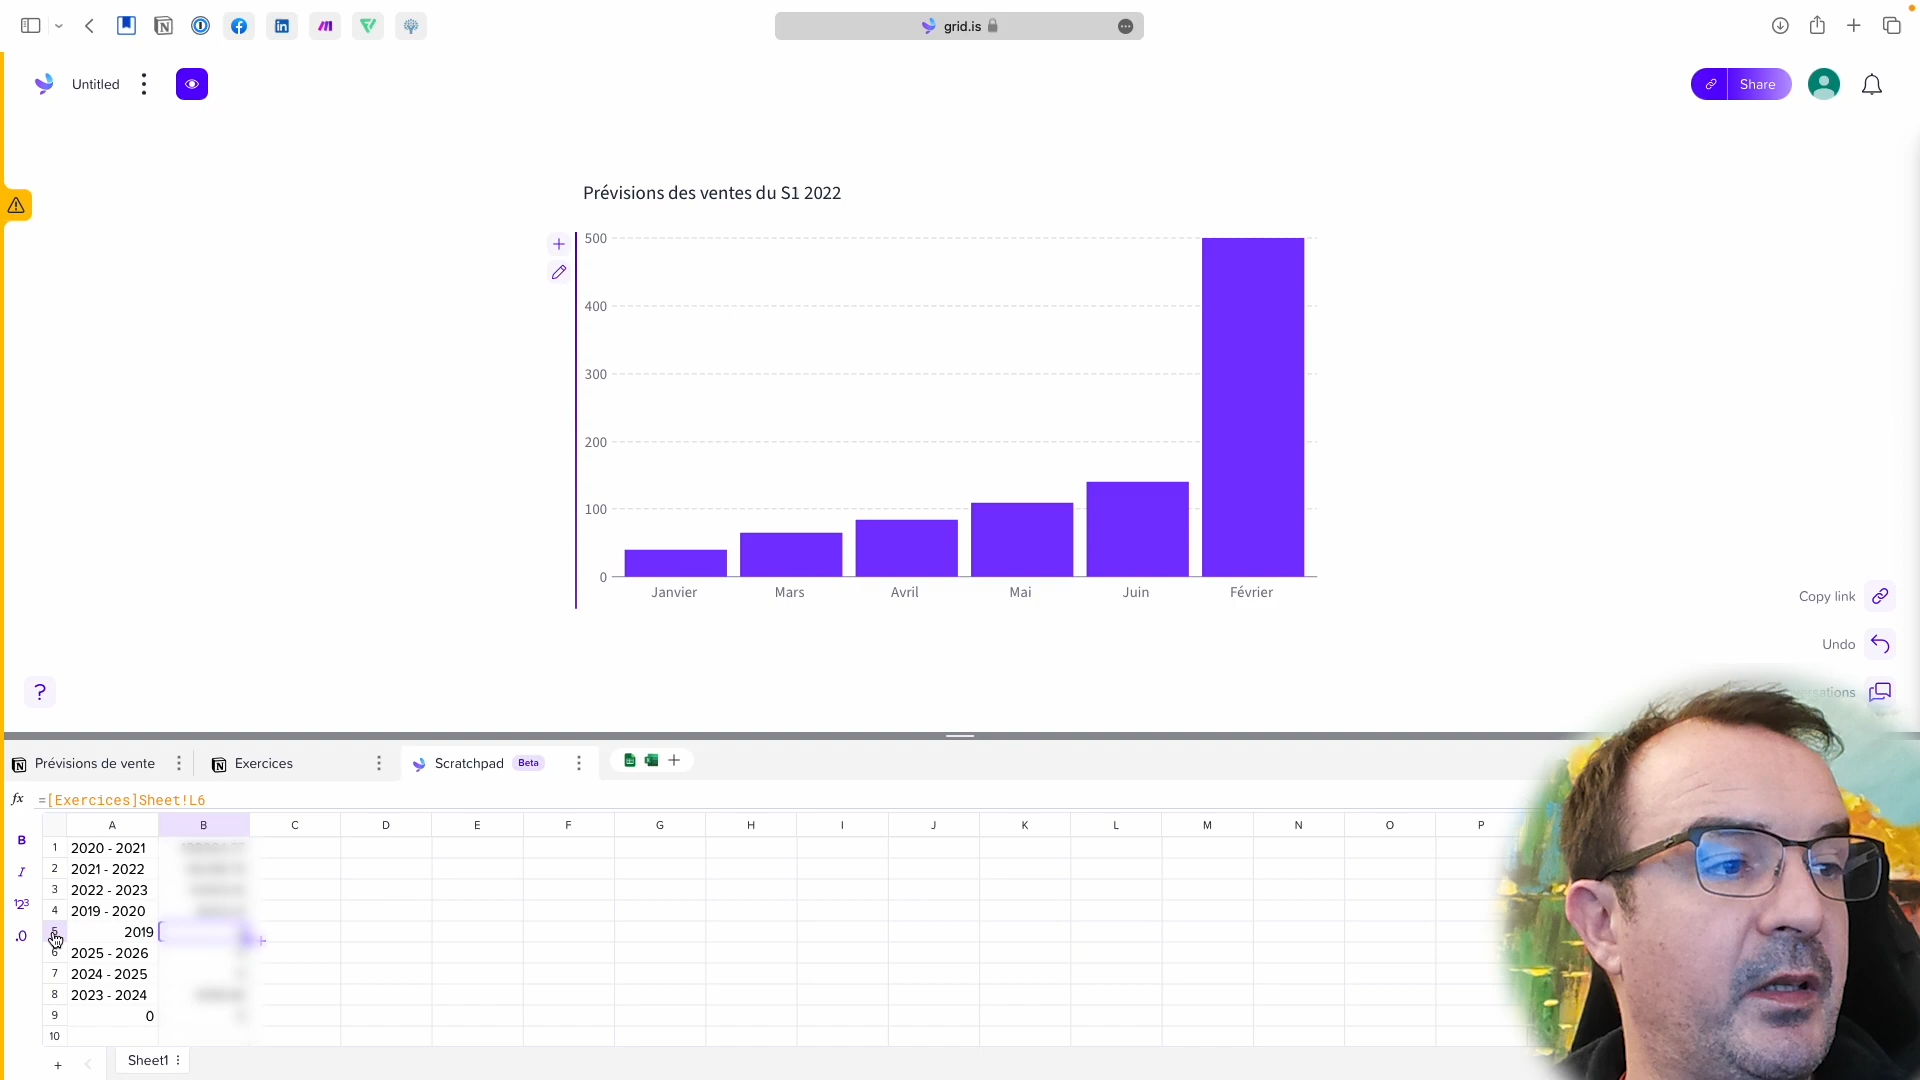 grid.is
Untitled
Share
Prévisions des ventes du S1 2022
500
400
300
200
100
0
Janvier Mars Avril Mai Juin Février
Copy link
Undo
?
Prévisions de vente Exercices Scratchpad Beta
fx =[Exercices]Sheet!L6
A B C D E F G H I J K L M N O P
B
I
123
.0
1 2020 - 2021
2 2021 - 2022
3 2022 - 2023
4 2019 - 2020
5 2019
6 2025 - 2026
7 2024 - 2025
8 2023 - 2024
9 0
10
Sheet1